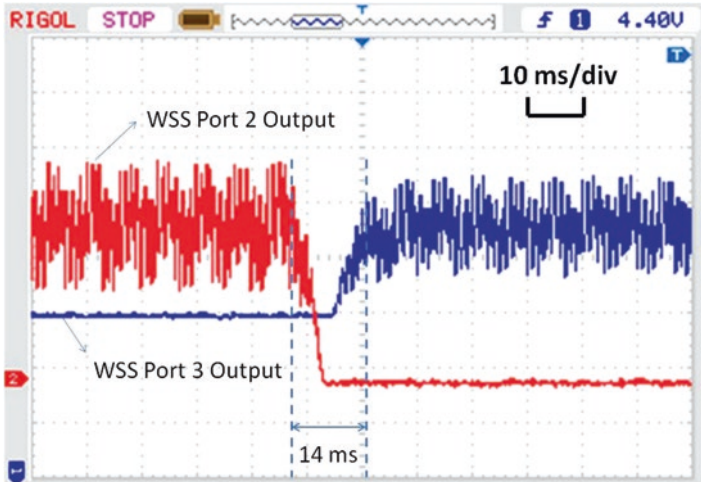 RIGOL STOP T 1 4.40V
T
10 ms/div
WSS Port 2 Output
WSS Port 3 Output
2
14 ms
1